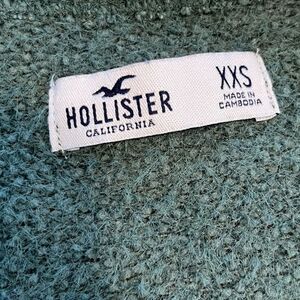 HOLLISTER
CALIFORNIA
XXS
MADE IN
CAMBODIA